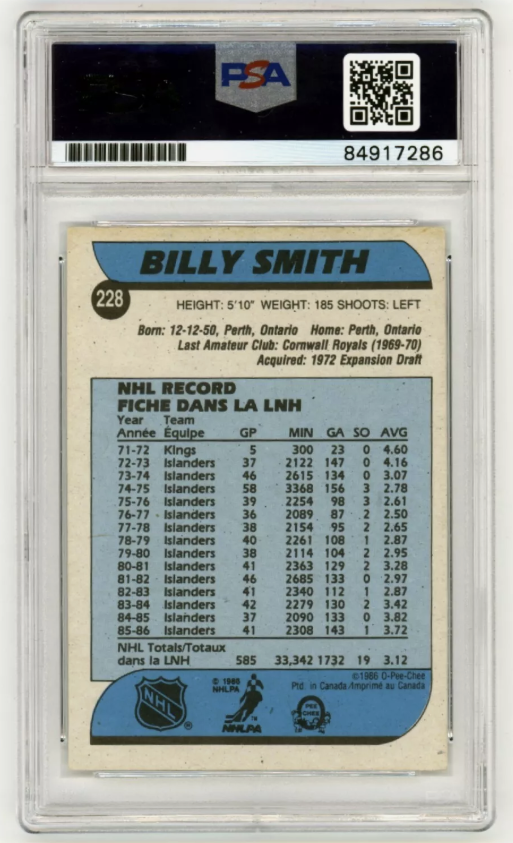 PSA
84917286
BILLY SMITH
228
HEIGHT: 5'10" WEIGHT: 185 SHOOTS: LEFT
Born: 12-12-50, Perth, Ontario Home: Perth, Ontario
Last Amateur Club: Cornwall Royals (1969-70)
Acquired: 1972 Expansion Draft
NHL RECORD
FICHE DANS LA LNH
Year Team
Année Équipe GP MIN GA SO AVG
71-72 Kings 5 300 23 0 4.60
72-73 Islanders 37 2122 147 0 4.16
73-74 Islanders 46 2615 134 0 3.07
74-75 Islanders 58 3368 156 3 2.78
75-76 Islanders 39 2254 98 3 2.61
76-77 Islanders 36 2089 87 2 2.50
77-78 Islanders 38 2154 95 2 2.65
78-79 Islanders 40 2261 108 1 2.87
79-80 Islanders 38 2114 104 2 2.95
80-81 Islanders 41 2363 129 2 3.28
81-82 Islanders 46 2685 133 0 2.97
82-83 Islanders 41 2340 112 1 2.87
83-84 Islanders 42 2279 130 2 3.42
84-85 Islanders 37 2090 133 0 3.82
85-86 Islanders 41 2308 143 1 3.72
NHL Totals/Totaux
dans la LNH 585 33,342 1732 19 3.12
©1986 O-Pee-Chee
Ptd. in Canada/Imprimé au Canada
© 1986
NHLPA
NHL ®
NHLPA
PEE
CHEE